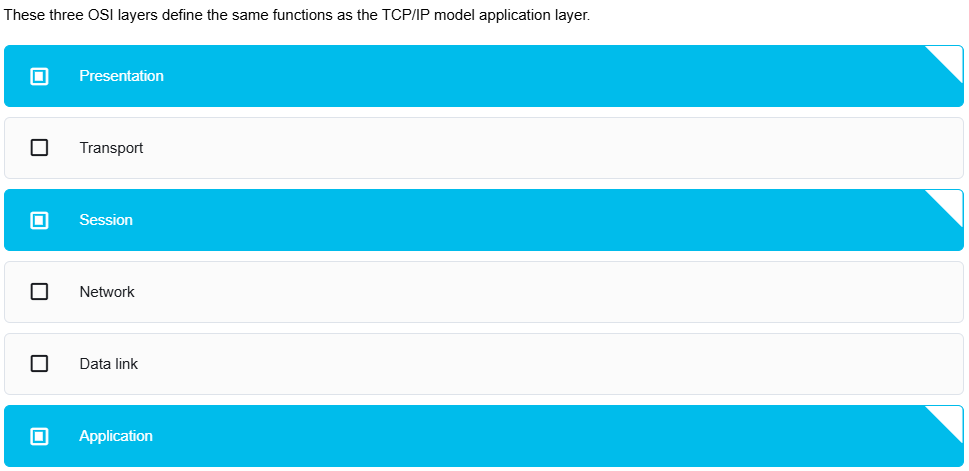 These three OSI layers define the same functions as the TCP/IP model application layer.
Presentation
Transport
Session
Network
Data link
Application